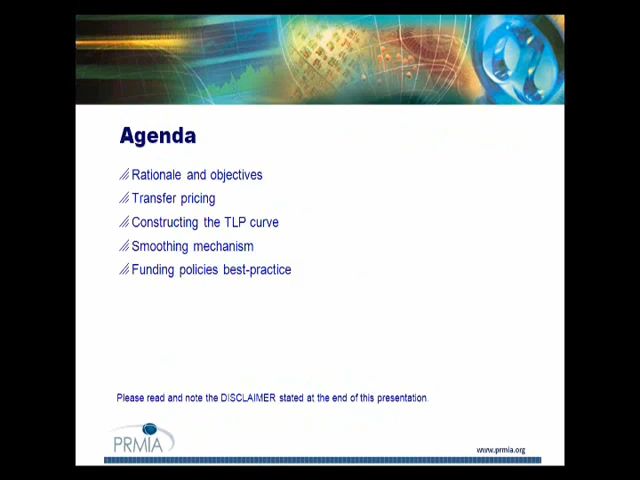 Agenda
Rationale and objectives
Transfer pricing
Constructing the TLP curve
Smoothing mechanism
Funding policies best-practice
Please read and note the DISCLAIMER stated at the end of this presentation.
PRMIA
www.prmia.org